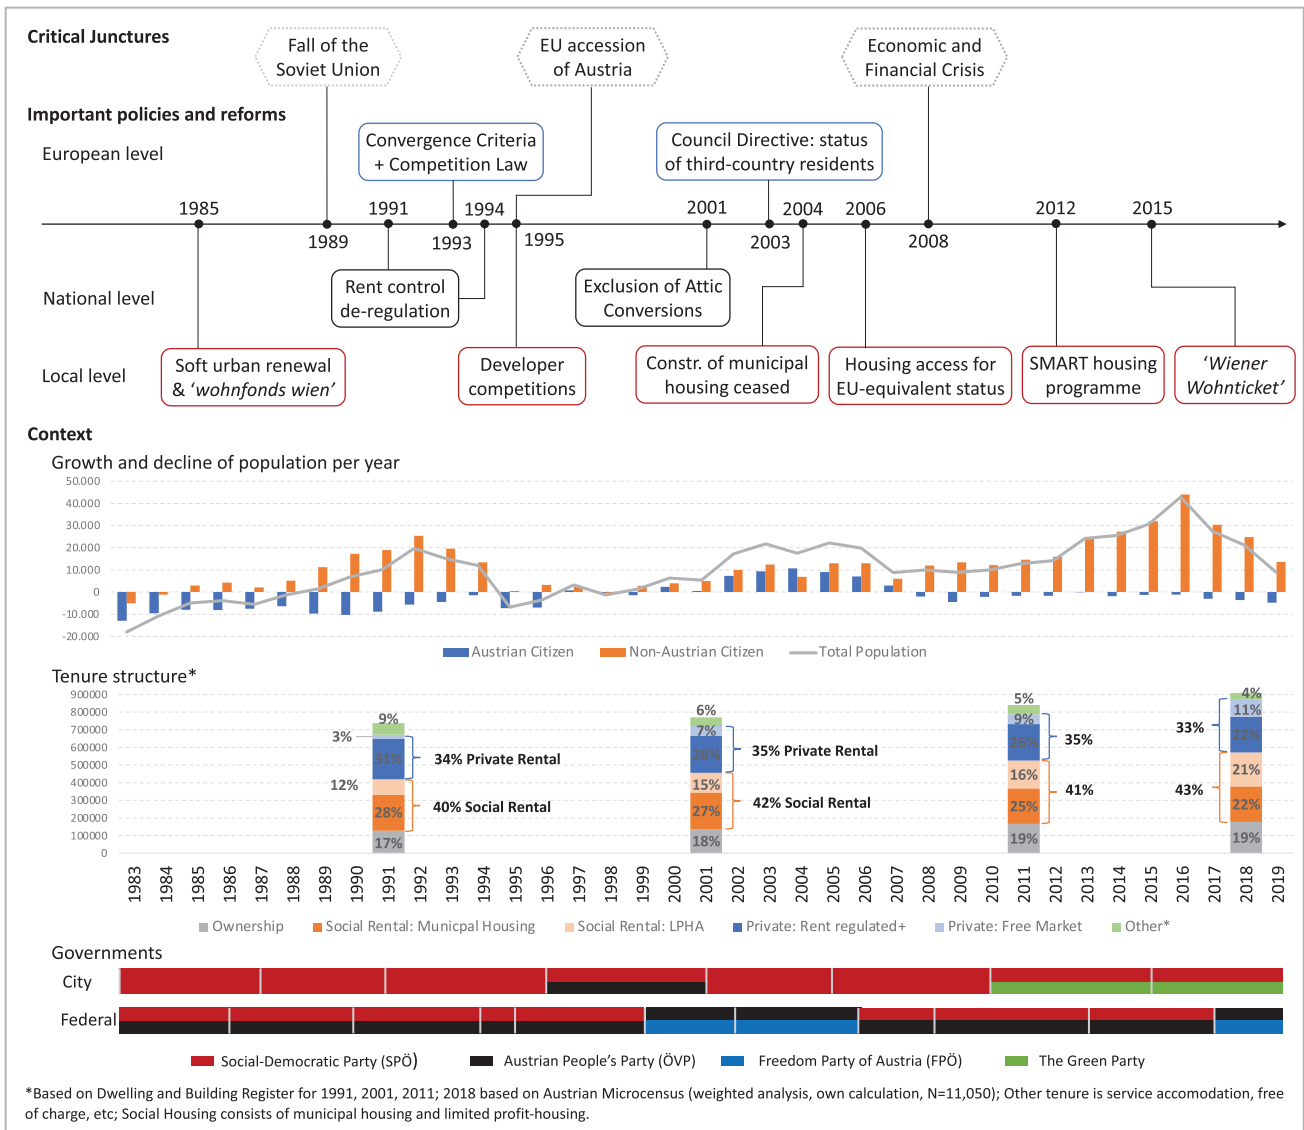 Critical Junctures
Fall of the
Soviet Union
EU accession
of Austria
Economic and
Financial Crisis
Important policies and reforms
European level
Convergence Criteria
+ Competition Law
Council Directive: status
of third-country residents
1985
1991
1994
2001
2004
2006
2012
2015
1989
1993
1995
2003
2008
National level
Rent control
de-regulation
Exclusion of Attic
Conversions
Local level
Soft urban renewal
& ‘wohnfonds wien’
Developer
competitions
Constr. of municipal
housing ceased
Housing access for
EU-equivalent status
SMART housing
programme
‘Wiener
Wohnticket’
Context
Growth and decline of population per year
50.000
40.000
30.000
20.000
10.000
0
-10.000
-20.000
Austrian Citizen
Non-Austrian Citizen
Total Population
Tenure structure*
900000
800000
700000
600000
500000
400000
300000
200000
100000
0
9%
3%
31%
12%
28%
17%
34% Private Rental
40% Social Rental
6%
7%
28%
15%
27%
18%
35% Private Rental
42% Social Rental
5%
9%
26%
16%
25%
19%
35%
41%
4%
11%
22%
21%
22%
19%
33%
43%
1983
1984
1985
1986
1987
1988
1989
1990
1991
1992
1993
1994
1995
1996
1997
1998
1999
2000
2001
2002
2003
2004
2005
2006
2007
2008
2009
2010
2011
2012
2013
2014
2015
2016
2017
2018
2019
Ownership
Social Rental: Municpal Housing
Social Rental: LPHA
Private: Rent regulated+
Private: Free Market
Other*
Governments
City
Federal
Social-Democratic Party (SPÖ)
Austrian People’s Party (ÖVP)
Freedom Party of Austria (FPÖ)
The Green Party
*Based on Dwelling and Building Register for 1991, 2001, 2011; 2018 based on Austrian Microcensus (weighted analysis, own calculation, N=11,050); Other tenure is service accomodation, free
of charge, etc; Social Housing consists of municipal housing and limited profit-housing.